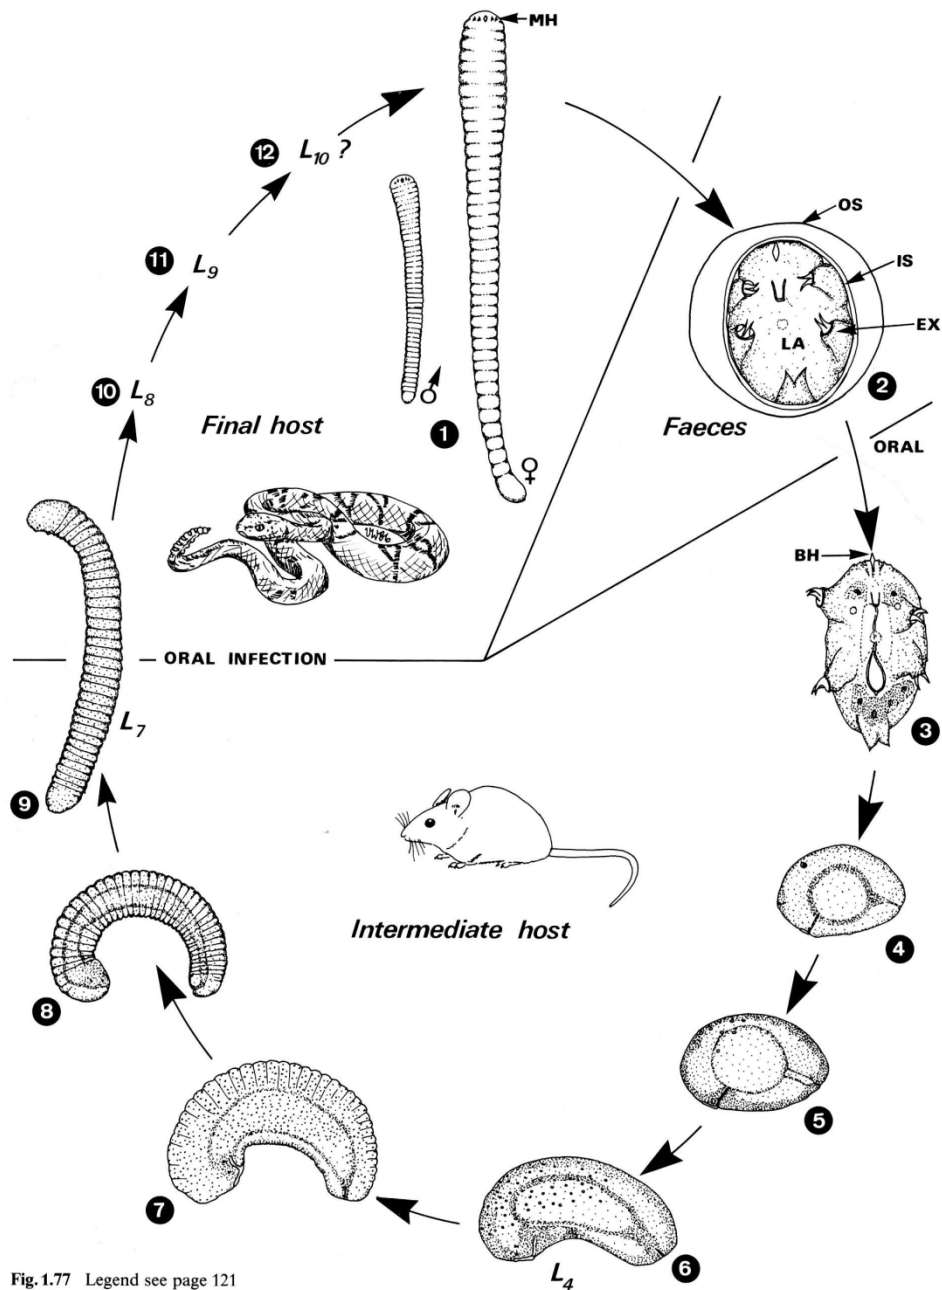 MH
12 L10 ?
OS
11 L9
IS
EX
LA
10 L8
2
♂
1
Final host
Faeces
ORAL
♀
VW86
BH
ORAL INFECTION
L7
3
9
4
Intermediate host
8
5
7
6
L4
Fig. 1.77 Legend see page 121